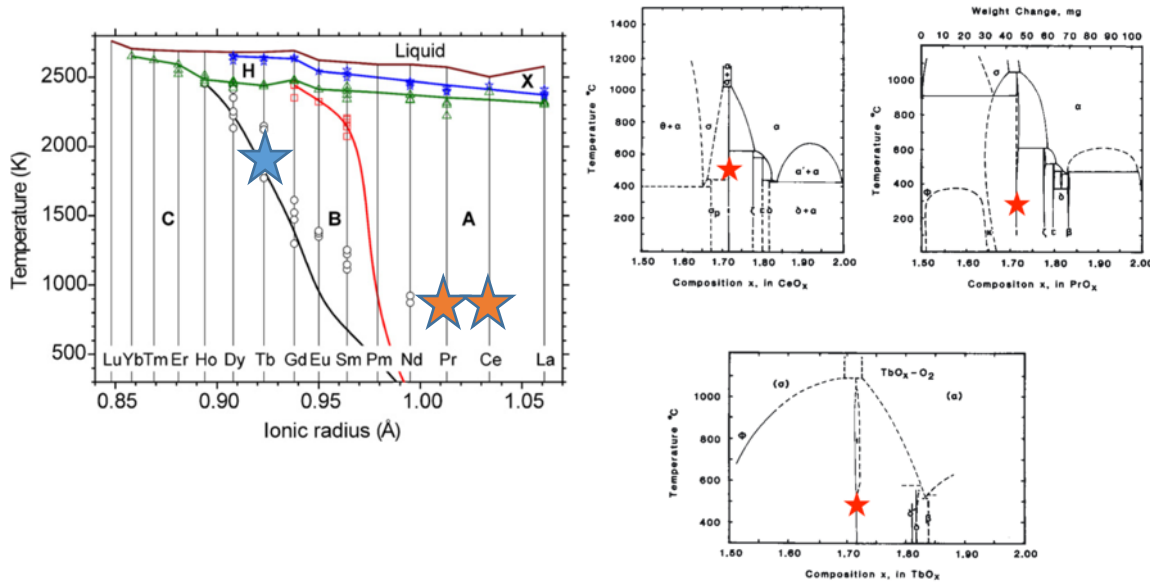 Liquid
H
X
C
B
A
2500
2000
1500
1000
500
Temperature (K)
Lu Yb Tm Er Ho Dy Tb Gd Eu Sm Pm Nd Pr Ce La
0.85 0.90 0.95 1.00 1.05
Ionic radius (Å)
1400
1200
1000
800
600
400
200
Temperature °C
θ+α
σ
α
α'+α
δ+α
1.50 1.60 1.70 1.80 1.90 2.00
Composition x, in CeOx
Weight Change, mg
0 10 20 30 40 50 60 70 80 90 100
1000
800
600
400
200
Temperature °C
σ
α
Φ
ζ ε β
δ
1.50 1.60 1.70 1.80 1.90 2.00
Compositon x, in PrOx
TbOx-O2
(σ)
(α)
Φ
1000
800
600
400
Temperature °C
1.50 1.60 1.70 1.80 1.90 2.00
Composition x, in TbOx